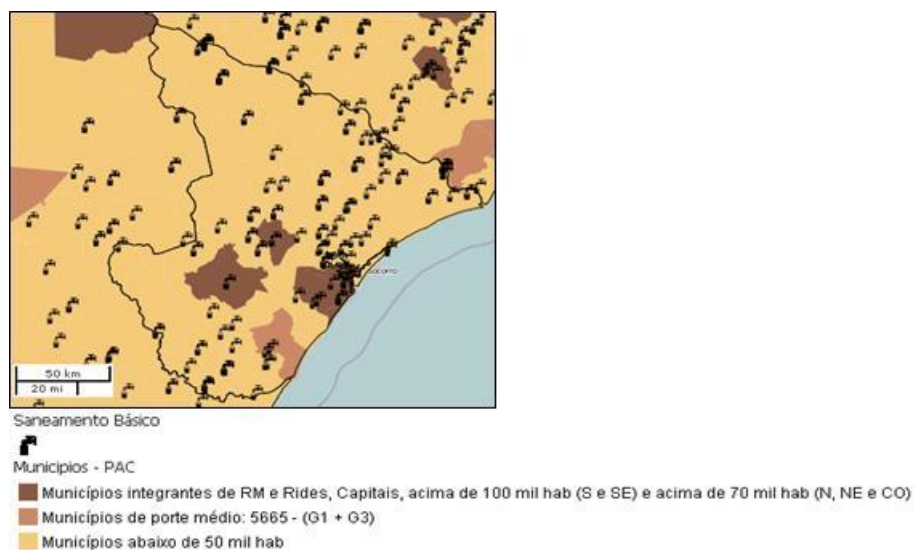 Socorro
50 km
20 mi
Saneamento Básico
Municipios - PAC
Municípios integrantes de RM e Rides, Capitais, acima de 100 mil hab (S e SE) e acima de 70 mil hab (N, NE e CO)
Municípios de porte médio: 5665 - (G1 + G3)
Municípios abaixo de 50 mil hab